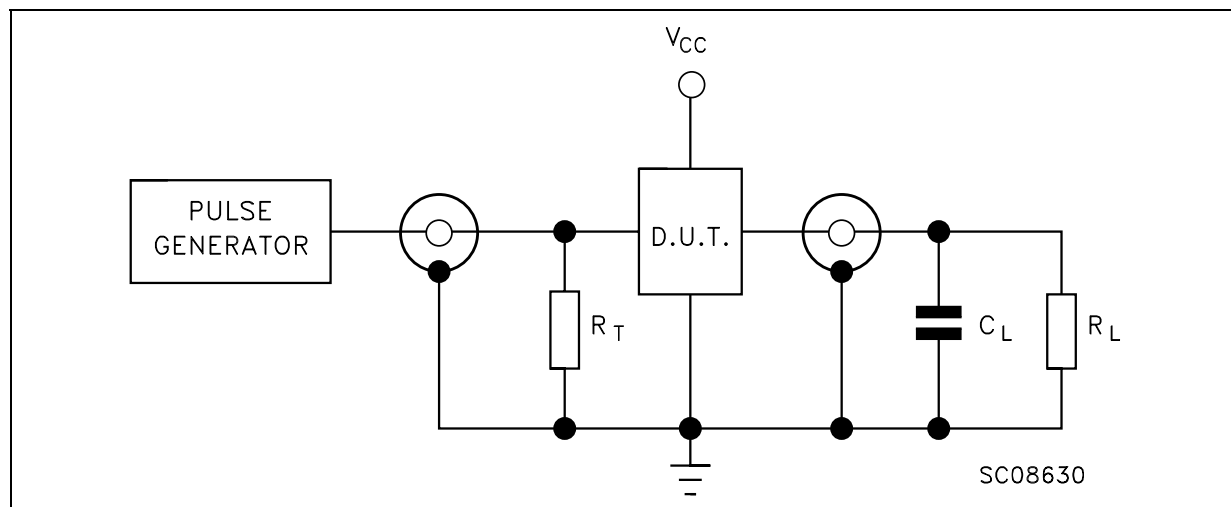 VCC
PULSE
GENERATOR
D.U.T.
RT
CL
RL
SC08630